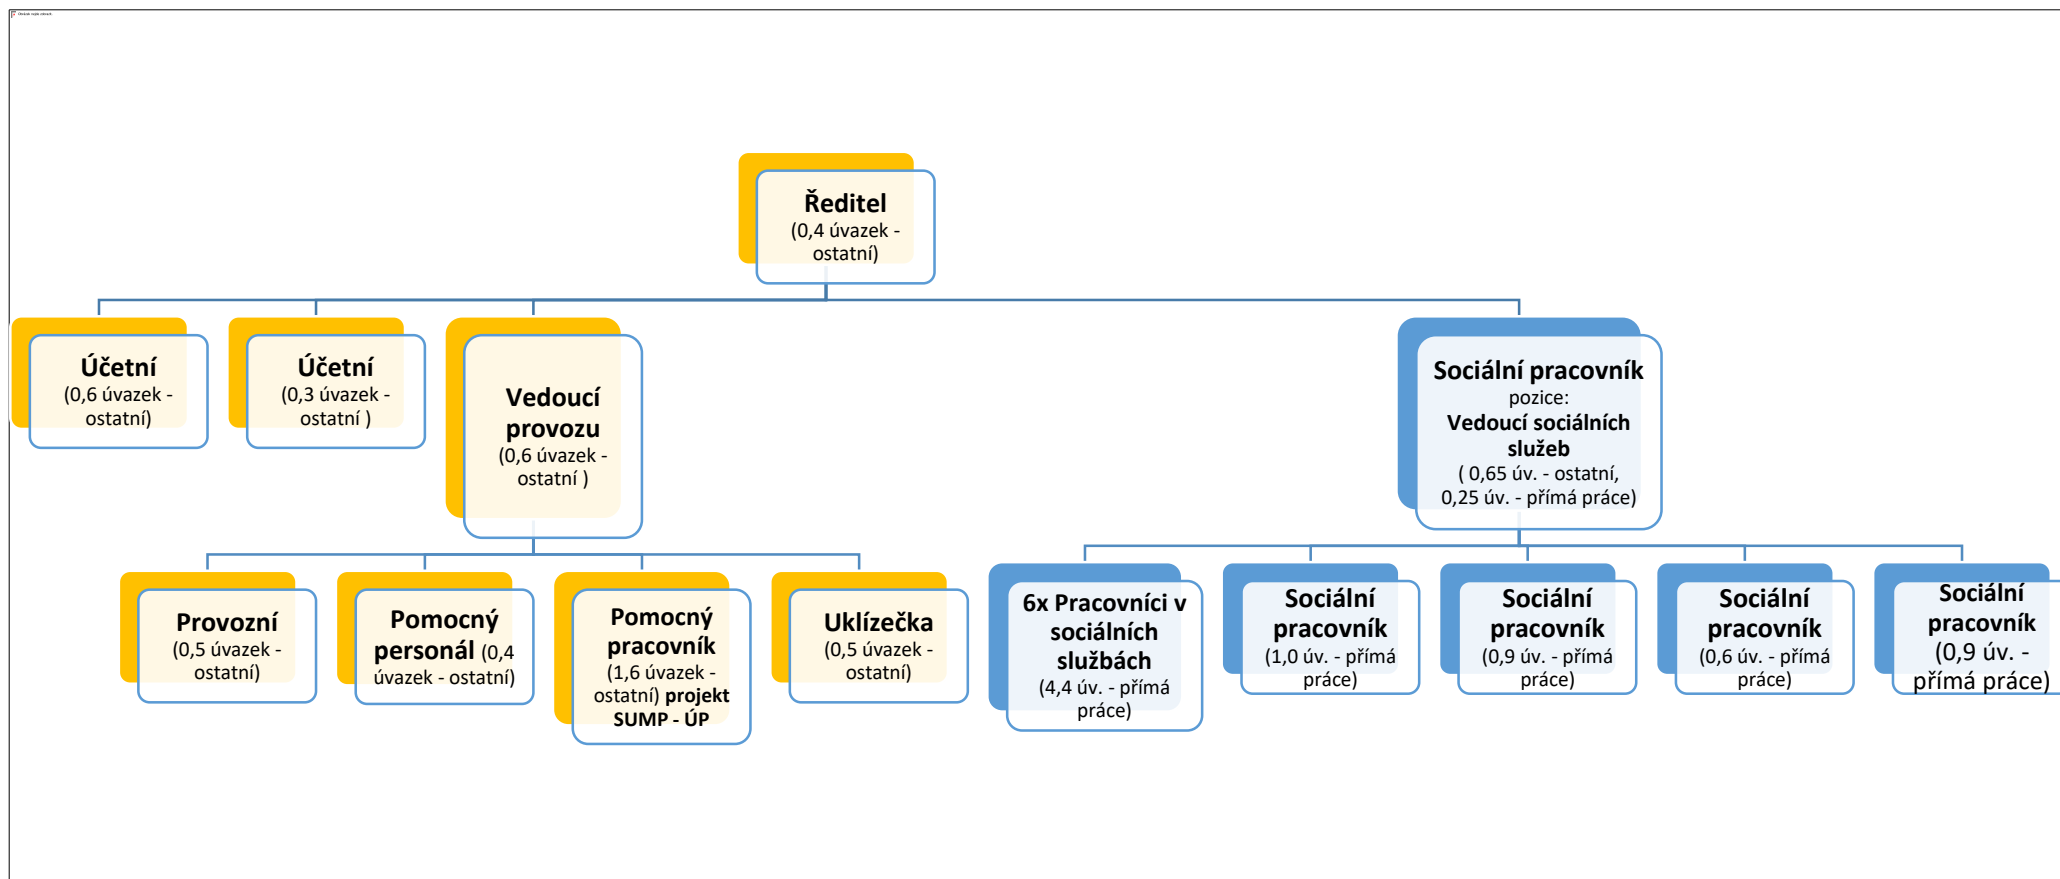 Ředitel
(0,4 úvazek -
ostatní)
Účetní
(0,6 úvazek -
ostatní)
Účetní
(0,3 úvazek -
ostatní )
Vedoucí
provozu
(0,6 úvazek -
ostatní )
Sociální pracovník
pozice:
Vedoucí sociálních
služeb
( 0,65 úv. - ostatní,
0,25 úv. - přímá práce)
Provozní
(0,5 úvazek -
ostatní)
Pomocný
personál (0,4
úvazek - ostatní)
Pomocný
pracovník
(1,6 úvazek -
ostatní) projekt
SUMP - ÚP
Uklízečka
(0,5 úvazek -
ostatní)
6x Pracovníci v
sociálních
službách
(4,4 úv. - přímá
práce)
Sociální
pracovník
(1,0 úv. - přímá
práce)
Sociální
pracovník
(0,9 úv. - přímá
práce)
Sociální
pracovník
(0,6 úv. - přímá
práce)
Sociální
pracovník
(0,9 úv. -
přímá práce)